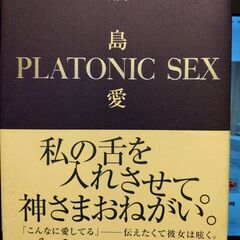 島
PLATONIC SEX
愛
私の舌を
入れさせて。
神さまおねがい。
「こんなに愛してる」――伝えたくて彼女は呟く。